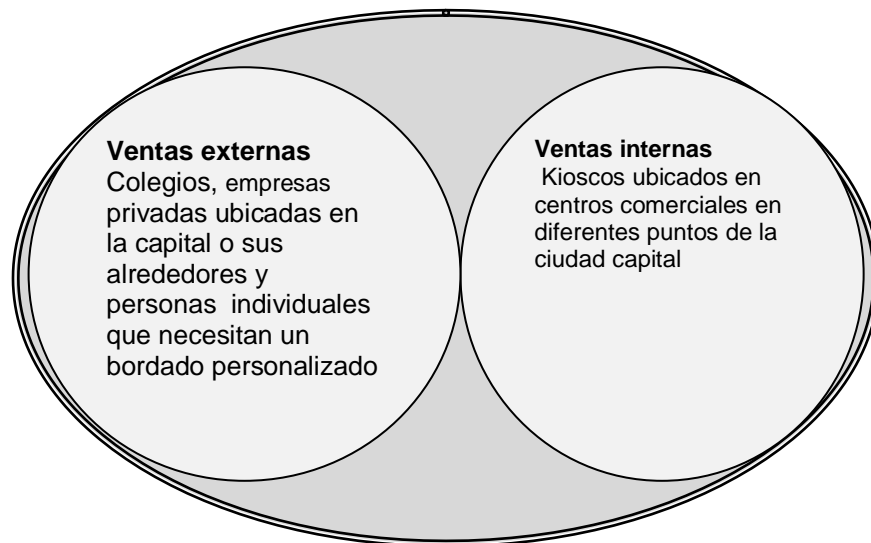 Ventas externas
Colegios, empresas
privadas ubicadas en
la capital o sus
alrededores y
personas individuales
que necesitan un
bordado personalizado
Ventas internas
Kioscos ubicados en
centros comerciales en
diferentes puntos de la
ciudad capital